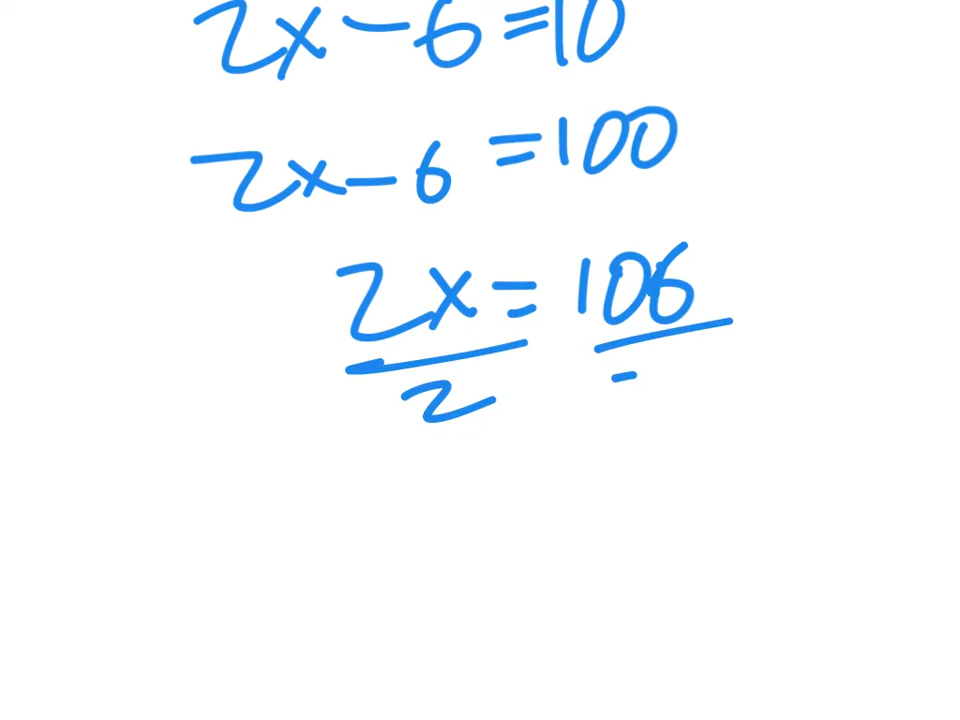 2x - 6 = 10
2x - 6 = 100
2x = 106
2